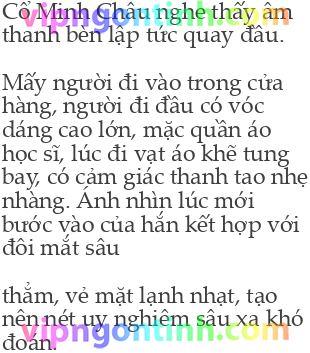 Cố Minh Châu nghe thấy âm
thanh bèn lập tức quay đầu.
Mấy người đi vào trong cửa
hàng, người đi đầu có vóc
dáng cao lớn, mặc quần áo
học sĩ, lúc đi vạt áo khẽ tung
bay, có cảm giác thanh tao nhẹ
nhàng. Ánh nhìn lúc mới
bước vào của hắn kết hợp với
đôi mắt sâu
thẳm, vẻ mặt lạnh nhạt, tạo
nên nét uy nghiêm sâu xa khó
đoán.
vipngontinh.com
vipngontinh.com